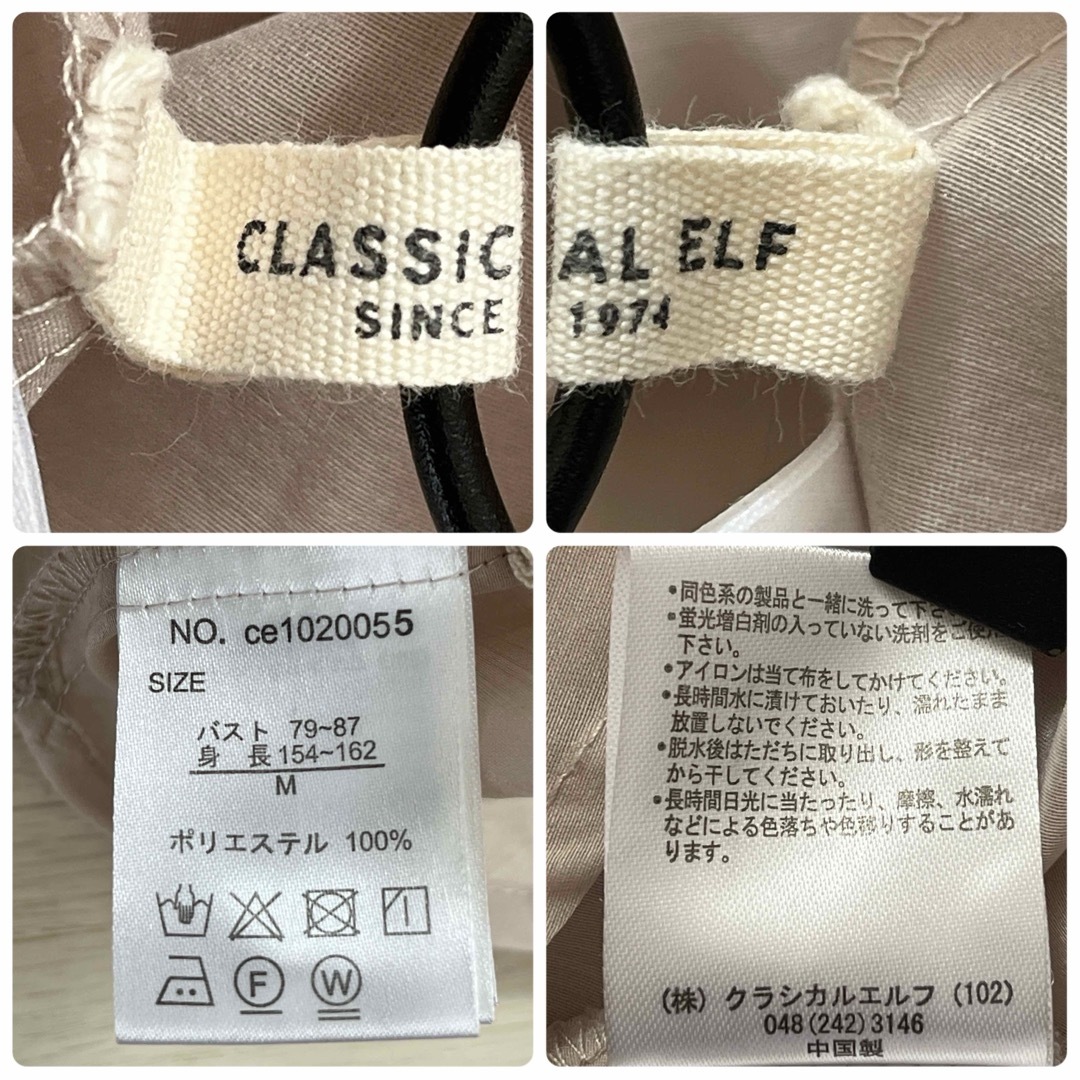 CLASSIC
SINCE
AL ELF
1974
NO. ce1020055
SIZE
バスト 79~87
身 長 154~162
M
ポリエステル 100%
F
W
・同色系の製品と一緒に洗って下
・蛍光増白剤の入っていない洗剤をご使
下さい。
・アイロンは当て布をしてかけてください。
・長時間水に漬けておいたり、濡れたまま
放置しないでください。
・脱水後はただちに取り出し、形を整えて
から干してください。
・長時間日光に当たったり、摩擦、水濡れ
などによる色落ちや色移りすることがあ
ります。
(株) クラシカルエルフ (102)
048(242)3146
中国製